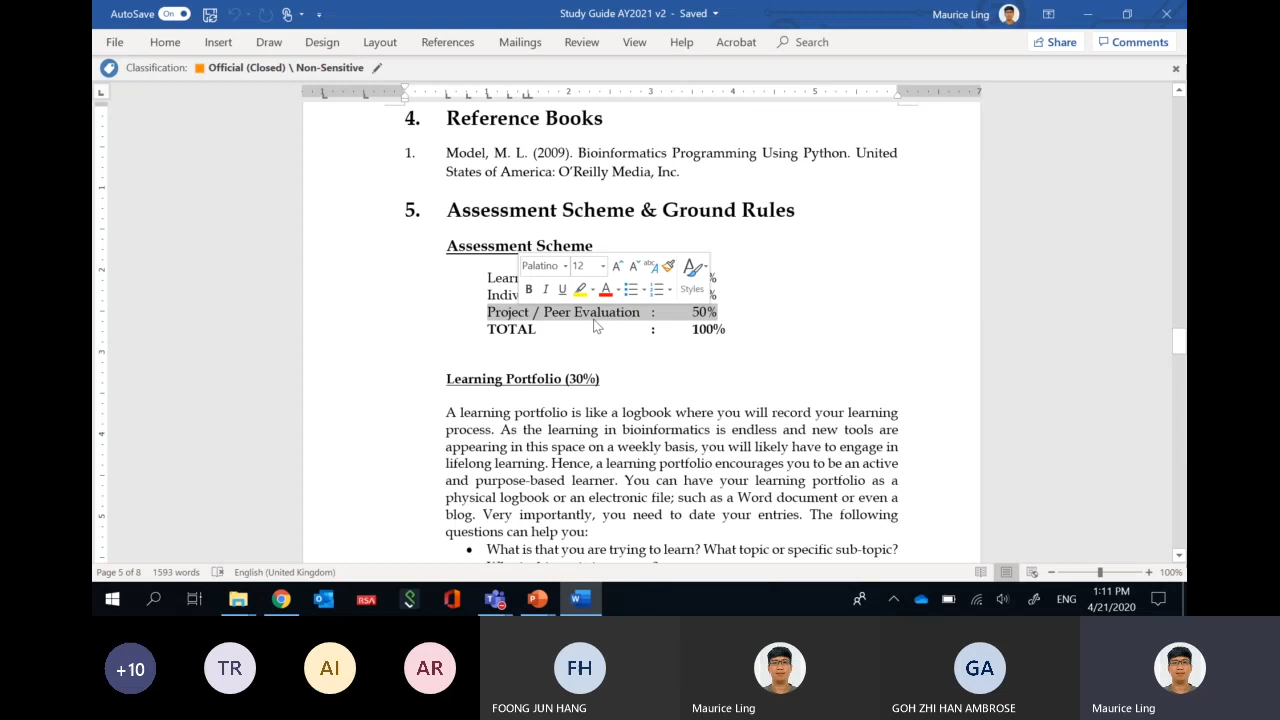 AutoSave On
Study Guide AY2021 v2 - Saved
Maurice Ling
File Home Insert Draw Design Layout References Mailings Review View Help Acrobat Search
Share Comments
Classification: Official (Closed) \ Non-Sensitive
4. Reference Books
1. Model, M. L. (2009). Bioinformatics Programming Using Python. United
States of America: O'Reilly Media, Inc.
5. Assessment Scheme & Ground Rules
Assessment Scheme
Palatino 12
Styles
Project / Peer Evaluation : 50%
TOTAL : 100%
Learning Portfolio (30%)
A learning portfolio is like a logbook where you will record your learning
process. As the learning in bioinformatics is endless and new tools are
appearing in this space on a weekly basis, you will likely have to engage in
lifelong learning. Hence, a learning portfolio encourages you to be an active
and purpose-based learner. You can have your learning portfolio as a
physical logbook or an electronic file; such as a Word document or even a
blog. Very importantly, you need to date your entries. The following
questions can help you:
• What is that you are trying to learn? What topic or specific sub-topic?
Page 5 of 8 1593 words English (United Kingdom) 100%
RSA
ENG
1:11 PM
4/21/2020
+10 TR AI AR FH GA
FOONG JUN HANG Maurice Ling GOH ZHI HAN AMBROSE Maurice Ling